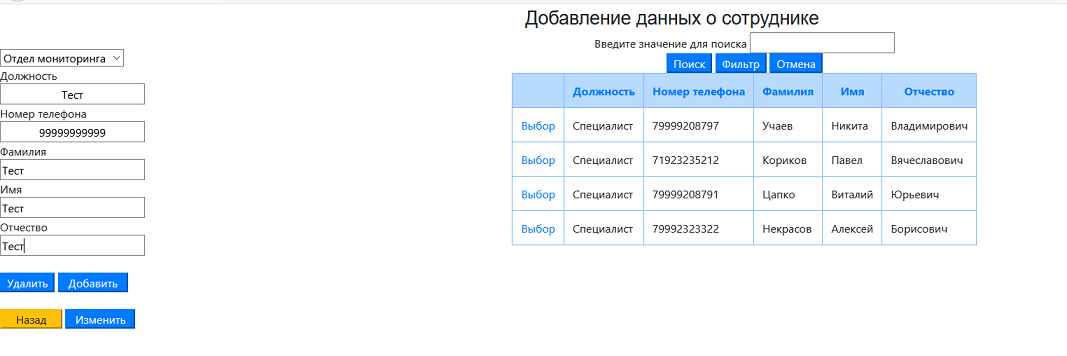 Добавление данных о сотруднике
Введите значение для поиска
Поиск Фильтр Отмена
Отдел мониторинга
Должность
Тест
Номер телефона
99999999999
Фамилия
Тест
Имя
Тест
Отчество
Тест
Удалить Добавить
Назад Изменить
Должность Номер телефона Фамилия Имя Отчество
Выбор Специалист 79999208797 Учаев Никита Владимирович
Выбор Специалист 71923235212 Кориков Павел Вячеславович
Выбор Специалист 79999208791 Цапко Виталий Юрьевич
Выбор Специалист 79992323322 Некрасов Алексей Борисович